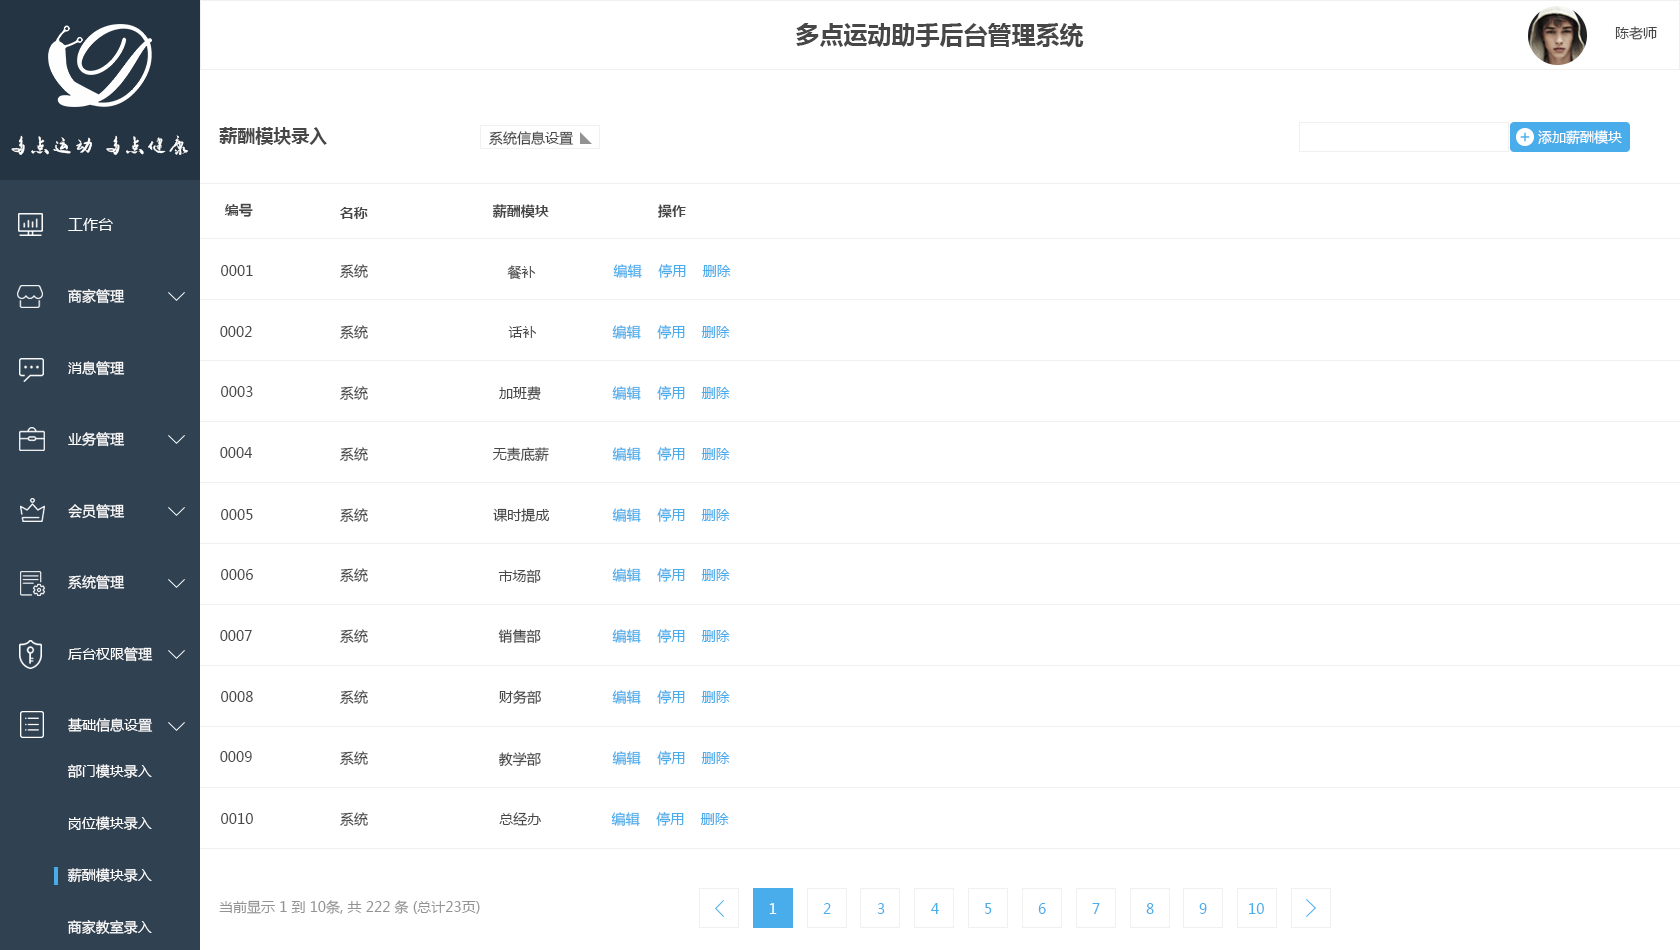 多点运动 多点健康
多点运动助手后台管理系统
陈老师
工作台
商家管理
消息管理
业务管理
会员管理
系统管理
后台权限管理
基础信息设置
部门模块录入
岗位模块录入
薪酬模块录入
商家教室录入
薪酬模块录入
系统信息设置
添加薪酬模块
编号 名称 薪酬模块 操作
0001 系统 餐补 编辑 停用 删除
0002 系统 话补 编辑 停用 删除
0003 系统 加班费 编辑 停用 删除
0004 系统 无责底薪 编辑 停用 删除
0005 系统 课时提成 编辑 停用 删除
0006 系统 市场部 编辑 停用 删除
0007 系统 销售部 编辑 停用 删除
0008 系统 财务部 编辑 停用 删除
0009 系统 教学部 编辑 停用 删除
0010 系统 总经办 编辑 停用 删除
当前显示 1 到 10条, 共 222 条 (总计23页)
1 2 3 4 5 6 7 8 9 10